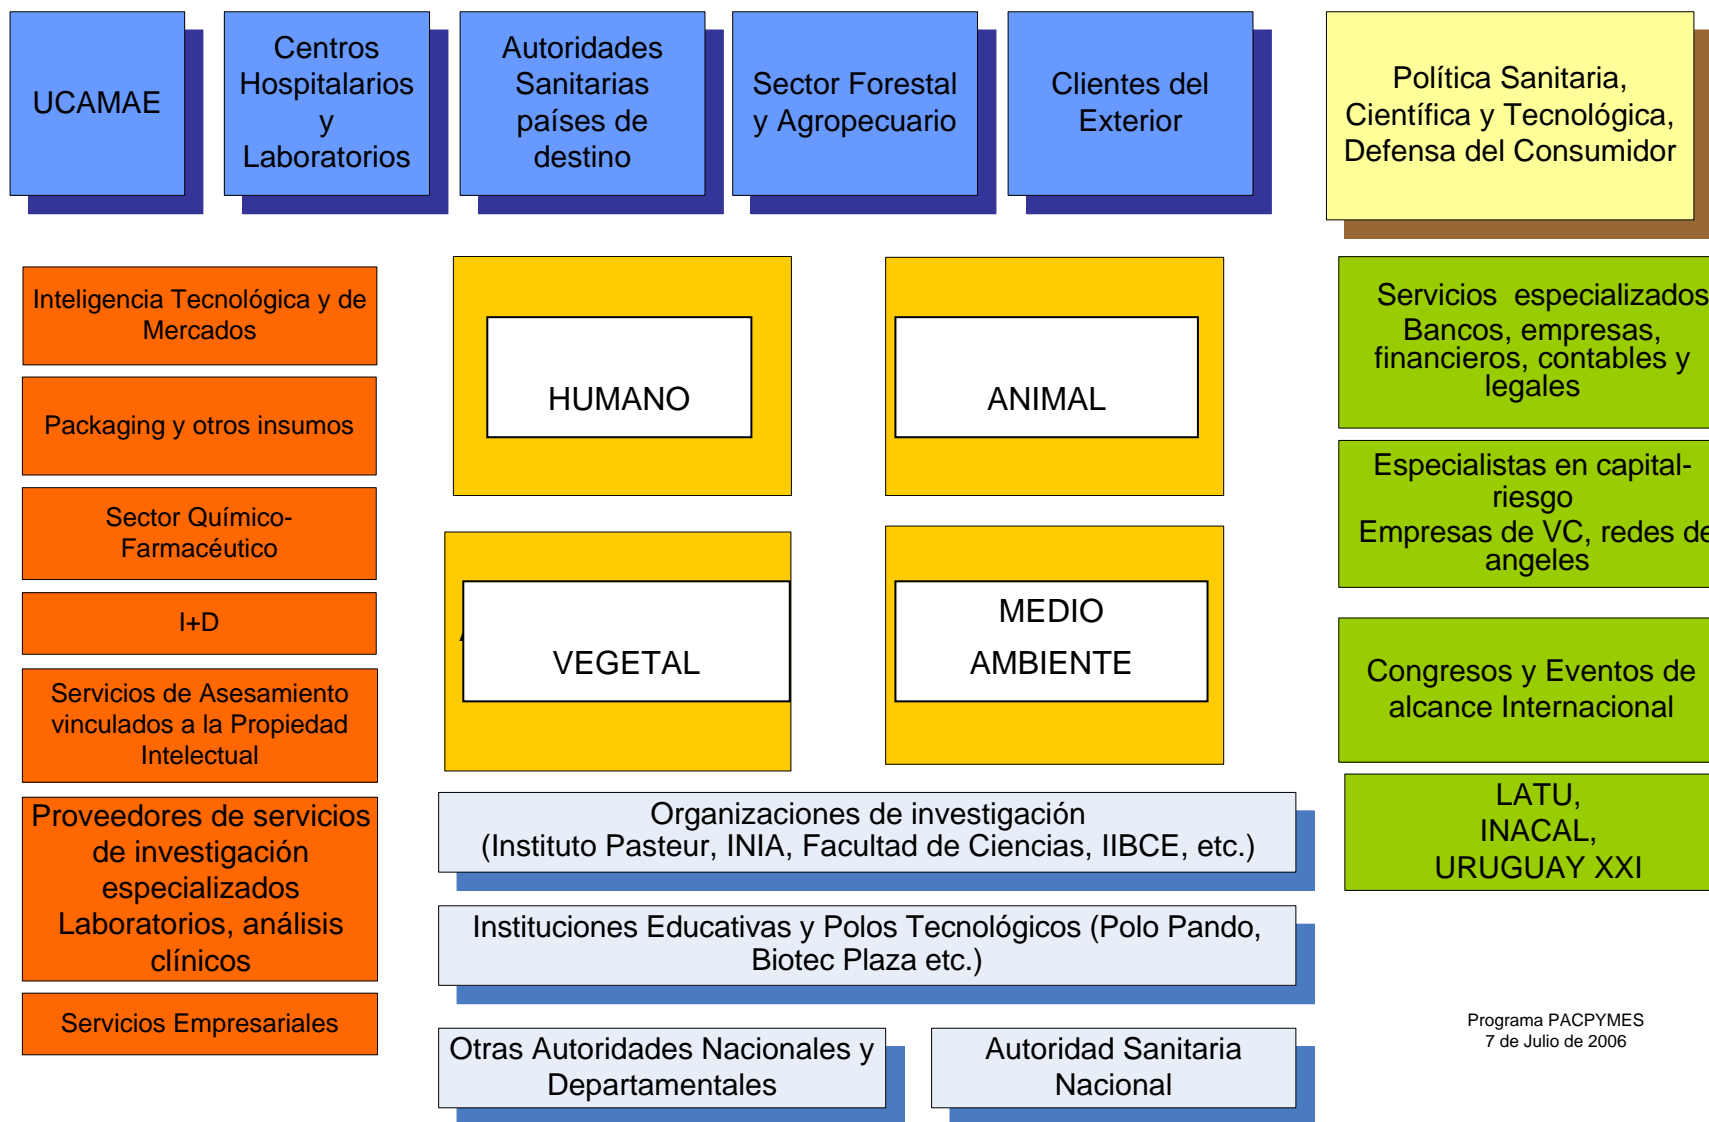 UCAMAE
Centros
Hospitalarios
y
Laboratorios
Autoridades
Sanitarias
países de
destino
Sector Forestal
y Agropecuario
Clientes del
Exterior
Política Sanitaria,
Científica y Tecnológica,
Defensa del Consumidor
Inteligencia Tecnológica y de
Mercados
Packaging y otros insumos
Sector Químico-
Farmacéutico
I+D
Servicios de Asesamiento
vinculados a la Propiedad
Intelectual
Proveedores de servicios
de investigación
especializados
Laboratorios, análisis
clínicos
Servicios Empresariales
HUMANO
ANIMAL
VEGETAL
MEDIO
AMBIENTE
Organizaciones de investigación
(Instituto Pasteur, INIA, Facultad de Ciencias, IIBCE, etc.)
Instituciones Educativas y Polos Tecnológicos (Polo Pando,
Biotec Plaza etc.)
Otras Autoridades Nacionales y
Departamentales
Autoridad Sanitaria
Nacional
Servicios especializados
Bancos, empresas,
financieros, contables y
legales
Especialistas en capital-
riesgo
Empresas de VC, redes de
angeles
Congresos y Eventos de
alcance Internacional
LATU,
INACAL,
URUGUAY XXI
Programa PACPYMES
7 de Julio de 2006